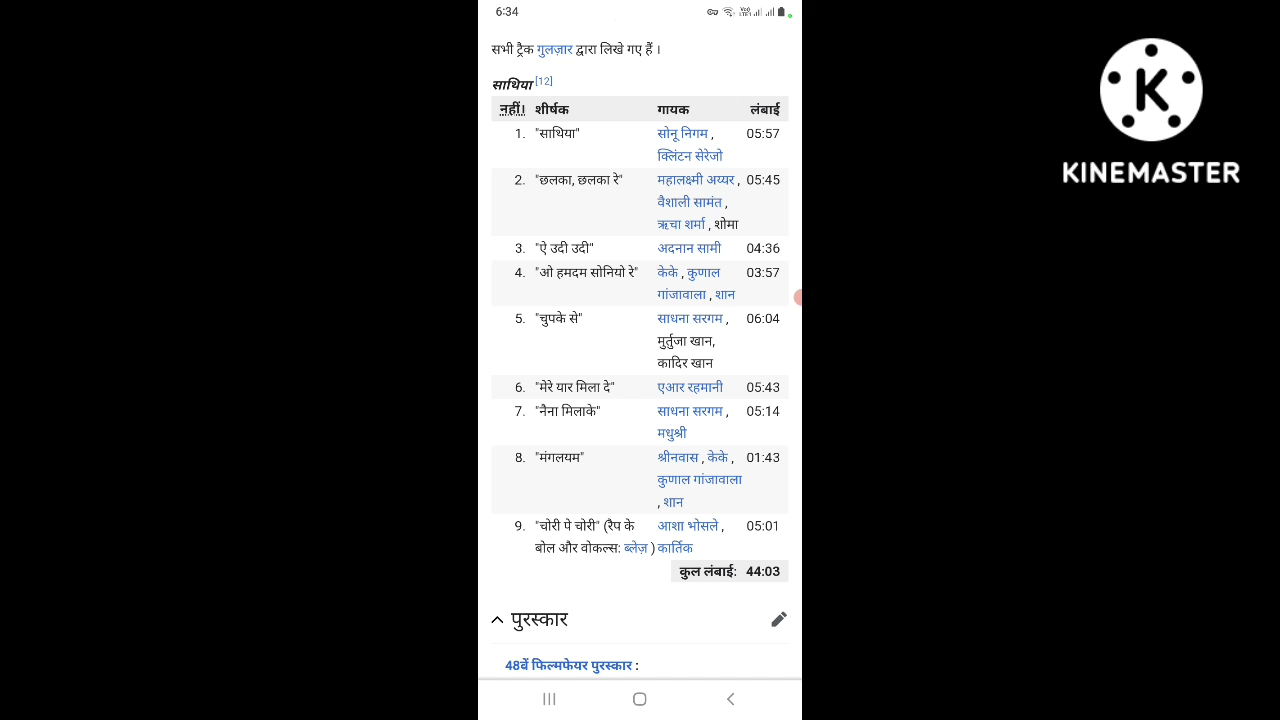 6:34
सभी ट्रैक गुलज़ार द्वारा लिखे गए हैं ।
साथिया [12]
नहीं। शीर्षक गायक लंबाई
1. "साथिया" सोनू निगम , 05:57
क्लिंटन सेरेजो
2. "छलका, छलका रे" महालक्ष्मी अय्यर , 05:45
वैशाली सामंत ,
ऋचा शर्मा , शोमा
3. "ऐ उदी उदी" अदनान सामी 04:36
4. "ओ हमदम सोनियो रे" केके , कुणाल 03:57
गांजावाला , शान
5. "चुपके से" साधना सरगम , 06:04
मुर्तुजा खान,
कादिर खान
6. "मेरे यार मिला दे" एआर रहमानी 05:43
7. "नैना मिलाके" साधना सरगम , 05:14
मधुश्री
8. "मंगलयम" श्रीनवास , केके , 01:43
कुणाल गांजावाला
, शान
9. "चोरी पे चोरी" (रैप के आशा भोसले , 05:01
बोल और वोकल्स: ब्लेज़ ) कार्तिक
कुल लंबाई: 44:03
पुरस्कार
48वें फिल्मफेयर पुरस्कार :
K
KINEMASTER